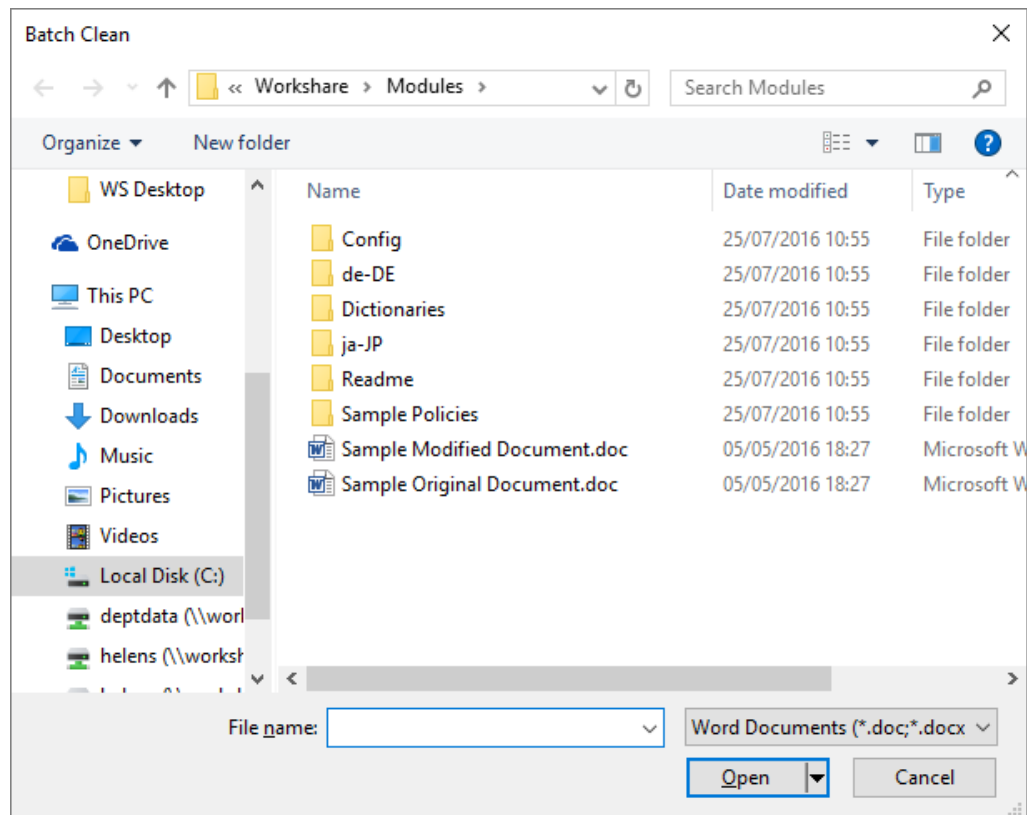 Batch Clean
« Workshare > Modules >
Search Modules
Organize
New folder
?
WS Desktop
OneDrive
This PC
Desktop
Documents
Downloads
Music
Pictures
Videos
Local Disk (C:)
deptdata (\\worl
helens (\\worksh
Name Date modified Type
Config 25/07/2016 10:55 File folder
de-DE 25/07/2016 10:55 File folder
Dictionaries 25/07/2016 10:55 File folder
ja-JP 25/07/2016 10:55 File folder
Readme 25/07/2016 10:55 File folder
Sample Policies 25/07/2016 10:55 File folder
Sample Modified Document.doc 05/05/2016 18:27 Microsoft W
Sample Original Document.doc 05/05/2016 18:27 Microsoft W
File name:
Word Documents (*.doc;*.docx
Open
Cancel